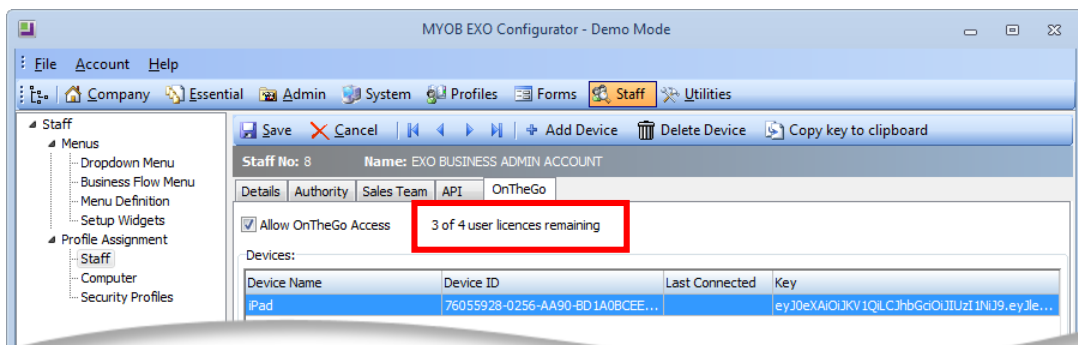 MYOB EXO Configurator - Demo Mode
File Account Help
Company Essential Admin System Profiles Forms Staff Utilities
Staff
Menus
Dropdown Menu
Business Flow Menu
Menu Definition
Setup Widgets
Profile Assignment
Staff
Computer
Security Profiles
Save Cancel Add Device Delete Device Copy key to clipboard
Staff No: 8 Name: EXO BUSINESS ADMIN ACCOUNT
Details Authority Sales Team API OnTheGo
Allow OnTheGo Access 3 of 4 user licences remaining
Devices:
Device Name Device ID Last Connected Key
iPad 76055928-0256-AA90-BD1A0BCEE... eyJ0eXAiOiJKV1QiLCJhbGciOiJIUzI1NiJ9.eyJle...